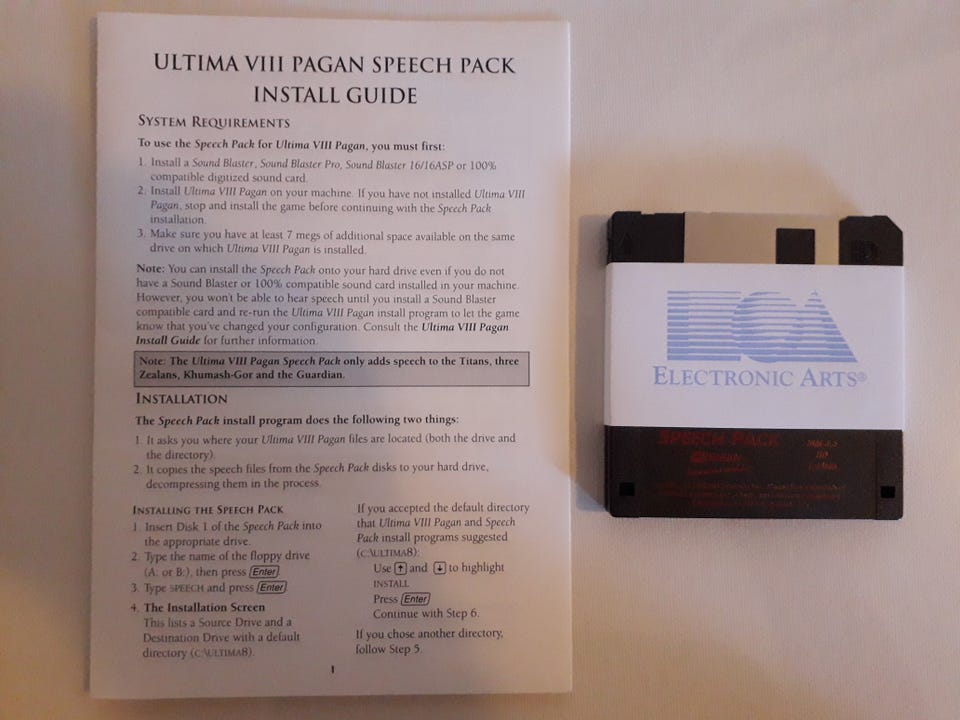 ULTIMA VIII PAGAN SPEECH PACK
INSTALL GUIDE
SYSTEM REQUIREMENTS
To use the Speech Pack for Ultima VIII Pagan, you must first:
1. Install a Sound Blaster, Sound Blaster Pro, Sound Blaster 16/16ASP or 100%
compatible digitized sound card.
2. Install Ultima VIII Pagan on your machine. If you have not installed Ultima VIII
Pagan, stop and install the game before continuing with the Speech Pack
installation.
3. Make sure you have at least 7 megs of additional space available on the same
drive on which Ultima VIII Pagan is installed.
Note: You can install the Speech Pack onto your hard drive even if you do not
have a Sound Blaster or 100% compatible sound card installed in your machine.
However, you won't be able to hear speech until you install a Sound Blaster
compatible card and re-run the Ultima VIII Pagan install program to let the game
know that you've changed your configuration. Consult the Ultima VIII Pagan
Install Guide for further information.
Note: The Ultima VIII Pagan Speech Pack only adds speech to the Titans, three
Zealans, Khumash-Gor and the Guardian.
INSTALLATION
The Speech Pack install program does the following two things:
1. It asks you where your Ultima VIII Pagan files are located (both the drive and
the directory).
2. It copies the speech files from the Speech Pack disks to your hard drive,
decompressing them in the process.
INSTALLING THE SPEECH PACK
1. Insert Disk 1 of the Speech Pack into
the appropriate drive.
2. Type the name of the floppy drive
(A: or B:), then press Enter.
3. Type SPEECH and press Enter.
4. The Installation Screen
This lists a Source Drive and a
Destination Drive with a default
directory (C:\ULTIMA8).
If you accepted the default directory
that Ultima VIII Pagan and Speech
Pack install programs suggested
(C:\ULTIMA8):
Use ↑ and ↓ to highlight
INSTALL
Press Enter
Continue with Step 6.
If you chose another directory,
follow Step 5.
1
HD
EOA
ELECTRONIC ARTS®
SPEECH PACK
ORIGIN
HD